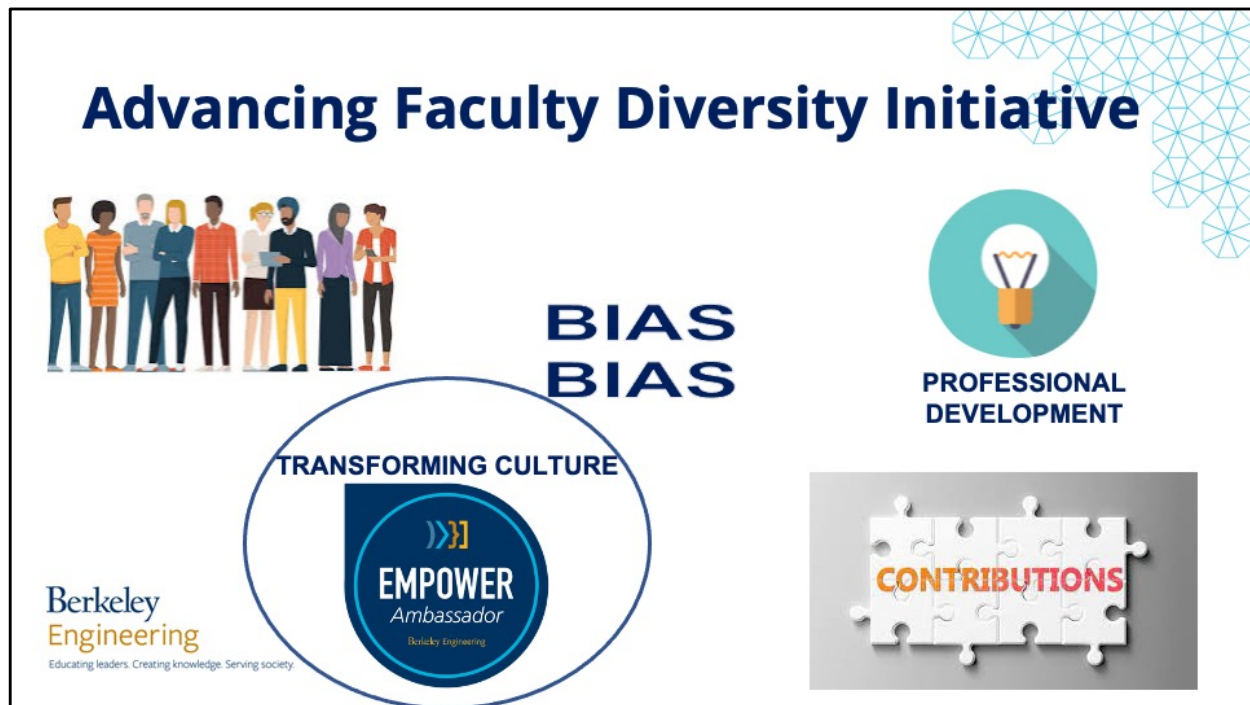 Advancing Faculty Diversity Initiative
BIAS
BIAS
PROFESSIONAL
DEVELOPMENT
TRANSFORMING CULTURE
EMPOWER
Ambassador
Berkeley Engineering
CONTRIBUTIONS
Berkeley
Engineering
Educating leaders. Creating knowledge. Serving society.